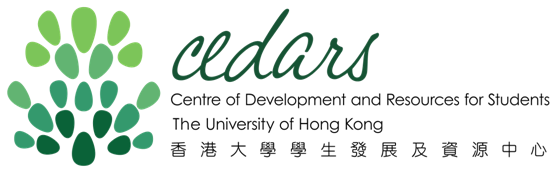 cedars
Centre of Development and Resources for Students
The University of Hong Kong
香港大學學生發展及資源中心